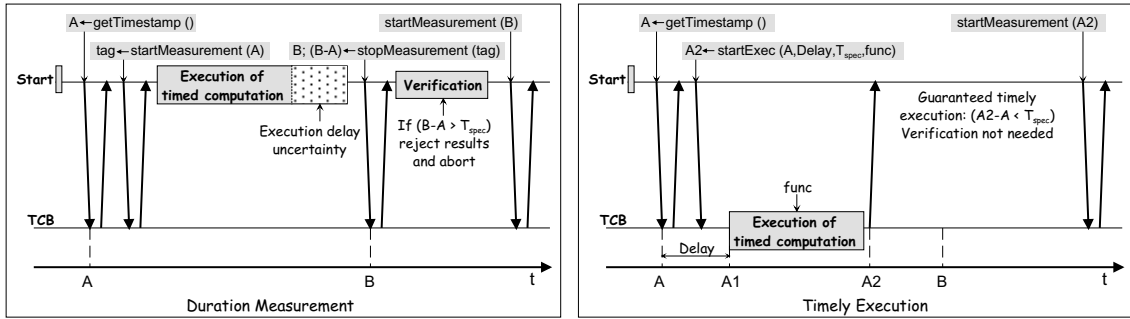 A←getTimestamp ()
startMeasurement (B)
tag←startMeasurement (A)
B; (B-A)←stopMeasurement (tag)
Start
Execution of
timed computation
Verification
Execution delay
uncertainty
If (B-A > Tspec)
reject results
and abort
TCB
A
B
t
Duration Measurement
A←getTimestamp ()
startMeasurement (A2)
A2←startExec (A,Delay,Tspec,func)
Start
Guaranteed timely
execution: (A2-A < Tspec)
Verification not needed
func
TCB
Execution of
timed computation
Delay
A
A1
A2
B
t
Timely Execution